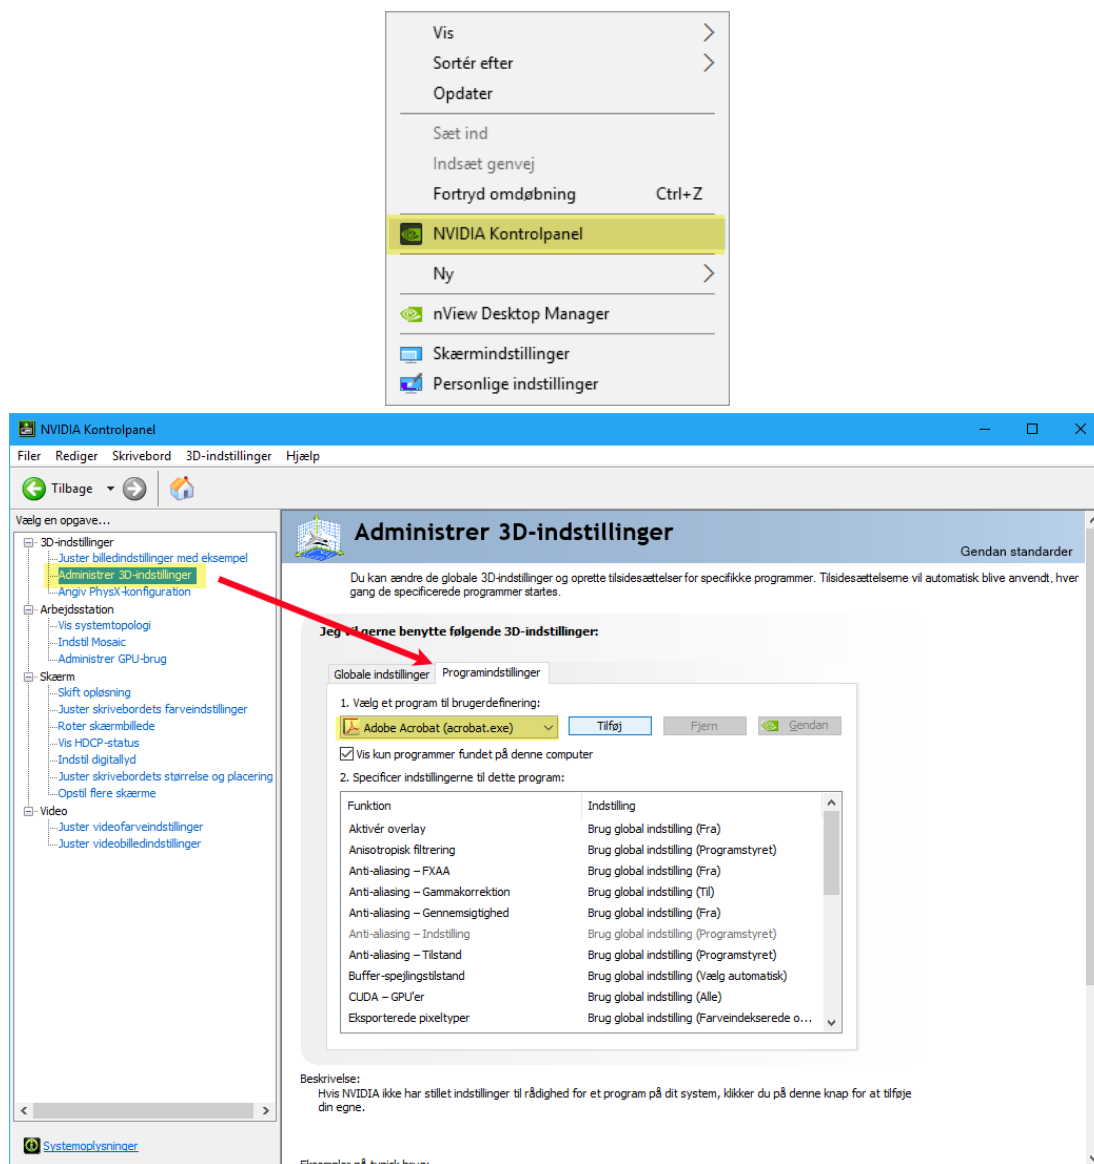 Vis
Sortér efter
Opdater
Sæt ind
Indsæt genvej
Fortryd omdøbning Ctrl+Z
NVIDIA Kontrolpanel
Ny
nView Desktop Manager
Skærmindstillinger
Personlige indstillinger
NVIDIA Kontrolpanel
Filer Rediger Skrivebord 3D-indstillinger Hjælp
Tilbage
Vælg en opgave...
3D-indstillinger
Juster billedindstillinger med eksempel
Administrer 3D-indstillinger
Angiv PhysX-konfiguration
Arbejdsstation
Vis systemtopologi
Indstil Mosaic
Administrer GPU-brug
Skærm
Skift opløsning
Juster skrivebordets farveindstillinger
Roter skærmbillede
Vis HDCP-status
Indstil digitallyd
Juster skrivebordets størrelse og placering
Opstil flere skærme
Video
Juster videofarveindstillinger
Juster videobilledindstillinger
Systemoplysninger
Administrer 3D-indstillinger
Gendan standarder
Du kan ændre de globale 3D-indstillinger og oprette tilsidesættelser for specifikke programmer. Tilsidesættelserne vil automatisk blive anvendt, hver
gang de specificerede programmer startes.
Jeg vil gerne benytte følgende 3D-indstillinger:
Globale indstillinger Programindstillinger
1. Vælg et program til brugerdefinering:
Adobe Acrobat (acrobat.exe) Tilføj Fjern Gendan
Vis kun programmer fundet på denne computer
2. Specificer indstillingerne til dette program:
Funktion Indstilling
Aktivér overlay Brug global indstilling (Fra)
Anisotropisk filtrering Brug global indstilling (Programstyret)
Anti-aliasing – FXAA Brug global indstilling (Fra)
Anti-aliasing – Gammakorrektion Brug global indstilling (Til)
Anti-aliasing – Gennemsigtighed Brug global indstilling (Fra)
Anti-aliasing – Indstilling Brug global indstilling (Programstyret)
Anti-aliasing – Tilstand Brug global indstilling (Programstyret)
Buffer-spejlingstilstand Brug global indstilling (Vælg automatisk)
CUDA – GPU'er Brug global indstilling (Alle)
Eksporterede pixeltyper Brug global indstilling (Farveindekserede o...
Beskrivelse:
Hvis NVIDIA ikke har stillet indstillinger til rådighed for et program på dit system, klikker du på denne knap for at tilføje
din egne.
Eksempler på typisk brug: